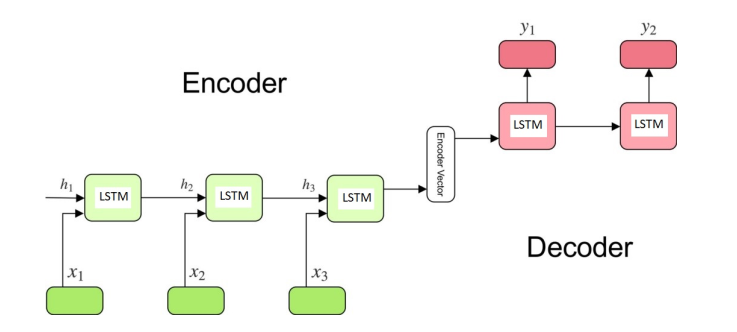 y₁
y₂
Encoder
LSTM
LSTM
Encoder Vector
h₁
LSTM
h₂
LSTM
h₃
LSTM
Decoder
x₁
x₂
x₃